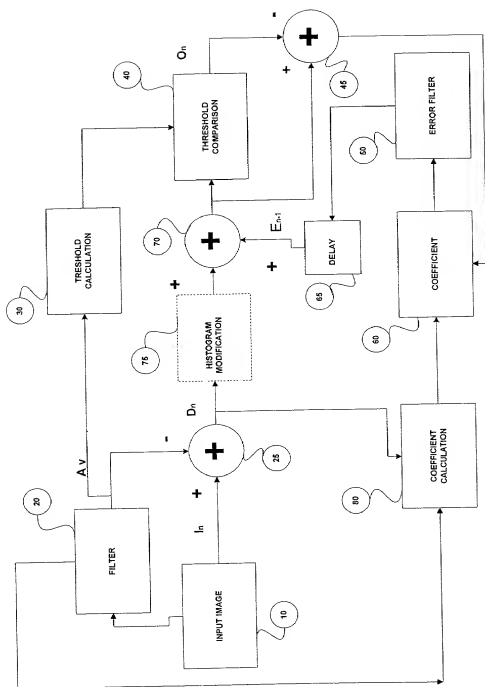 10
INPUT IMAGE
20
FILTER
In
+
-
+
25
Av
Dn
30
TRESHOLD
CALCULATION
75
HISTOGRAM
MODIFICATION
80
COEFFICIENT
CALCULATION
+
70
+
+
En-1
65
DELAY
60
COEFFICIENT
40
THRESHOLD
COMPARISON
On
50
ERROR FILTER
+
-
+
45